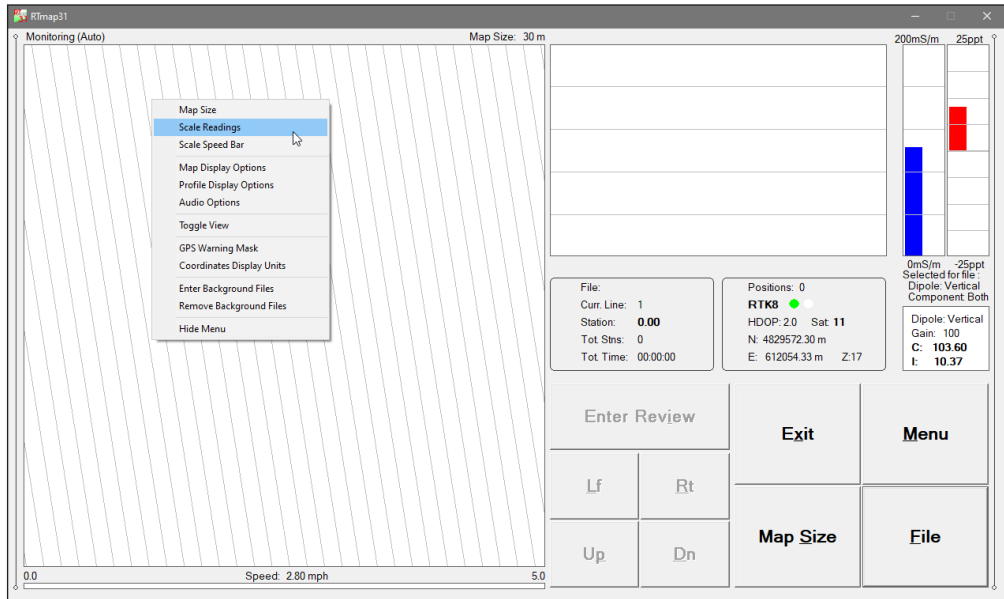 RTmap31
Monitoring (Auto) Map Size: 30 m
Map Size
Scale Readings
Scale Speed Bar
Map Display Options
Profile Display Options
Audio Options
Toggle View
GPS Warning Mask
Coordinates Display Units
Enter Background Files
Remove Background Files
Hide Menu
0.0 Speed: 2.80 mph 5.0
200mS/m 25ppt
0mS/m -25ppt
Selected for file :
Dipole: Vertical
Component: Both
File:
Curr. Line: 1
Station: 0.00
Tot. Stns: 0
Tot. Time: 00:00:00
Positions: 0
RTK8
HDOP: 2.0 Sat: 11
N: 4829572.30 m
E: 612054.33 m Z:17
Dipole: Vertical
Gain: 100
C: 103.60
I: 10.37
Enter Review
Exit
Menu
Lf
Rt
Up
Dn
Map Size
File